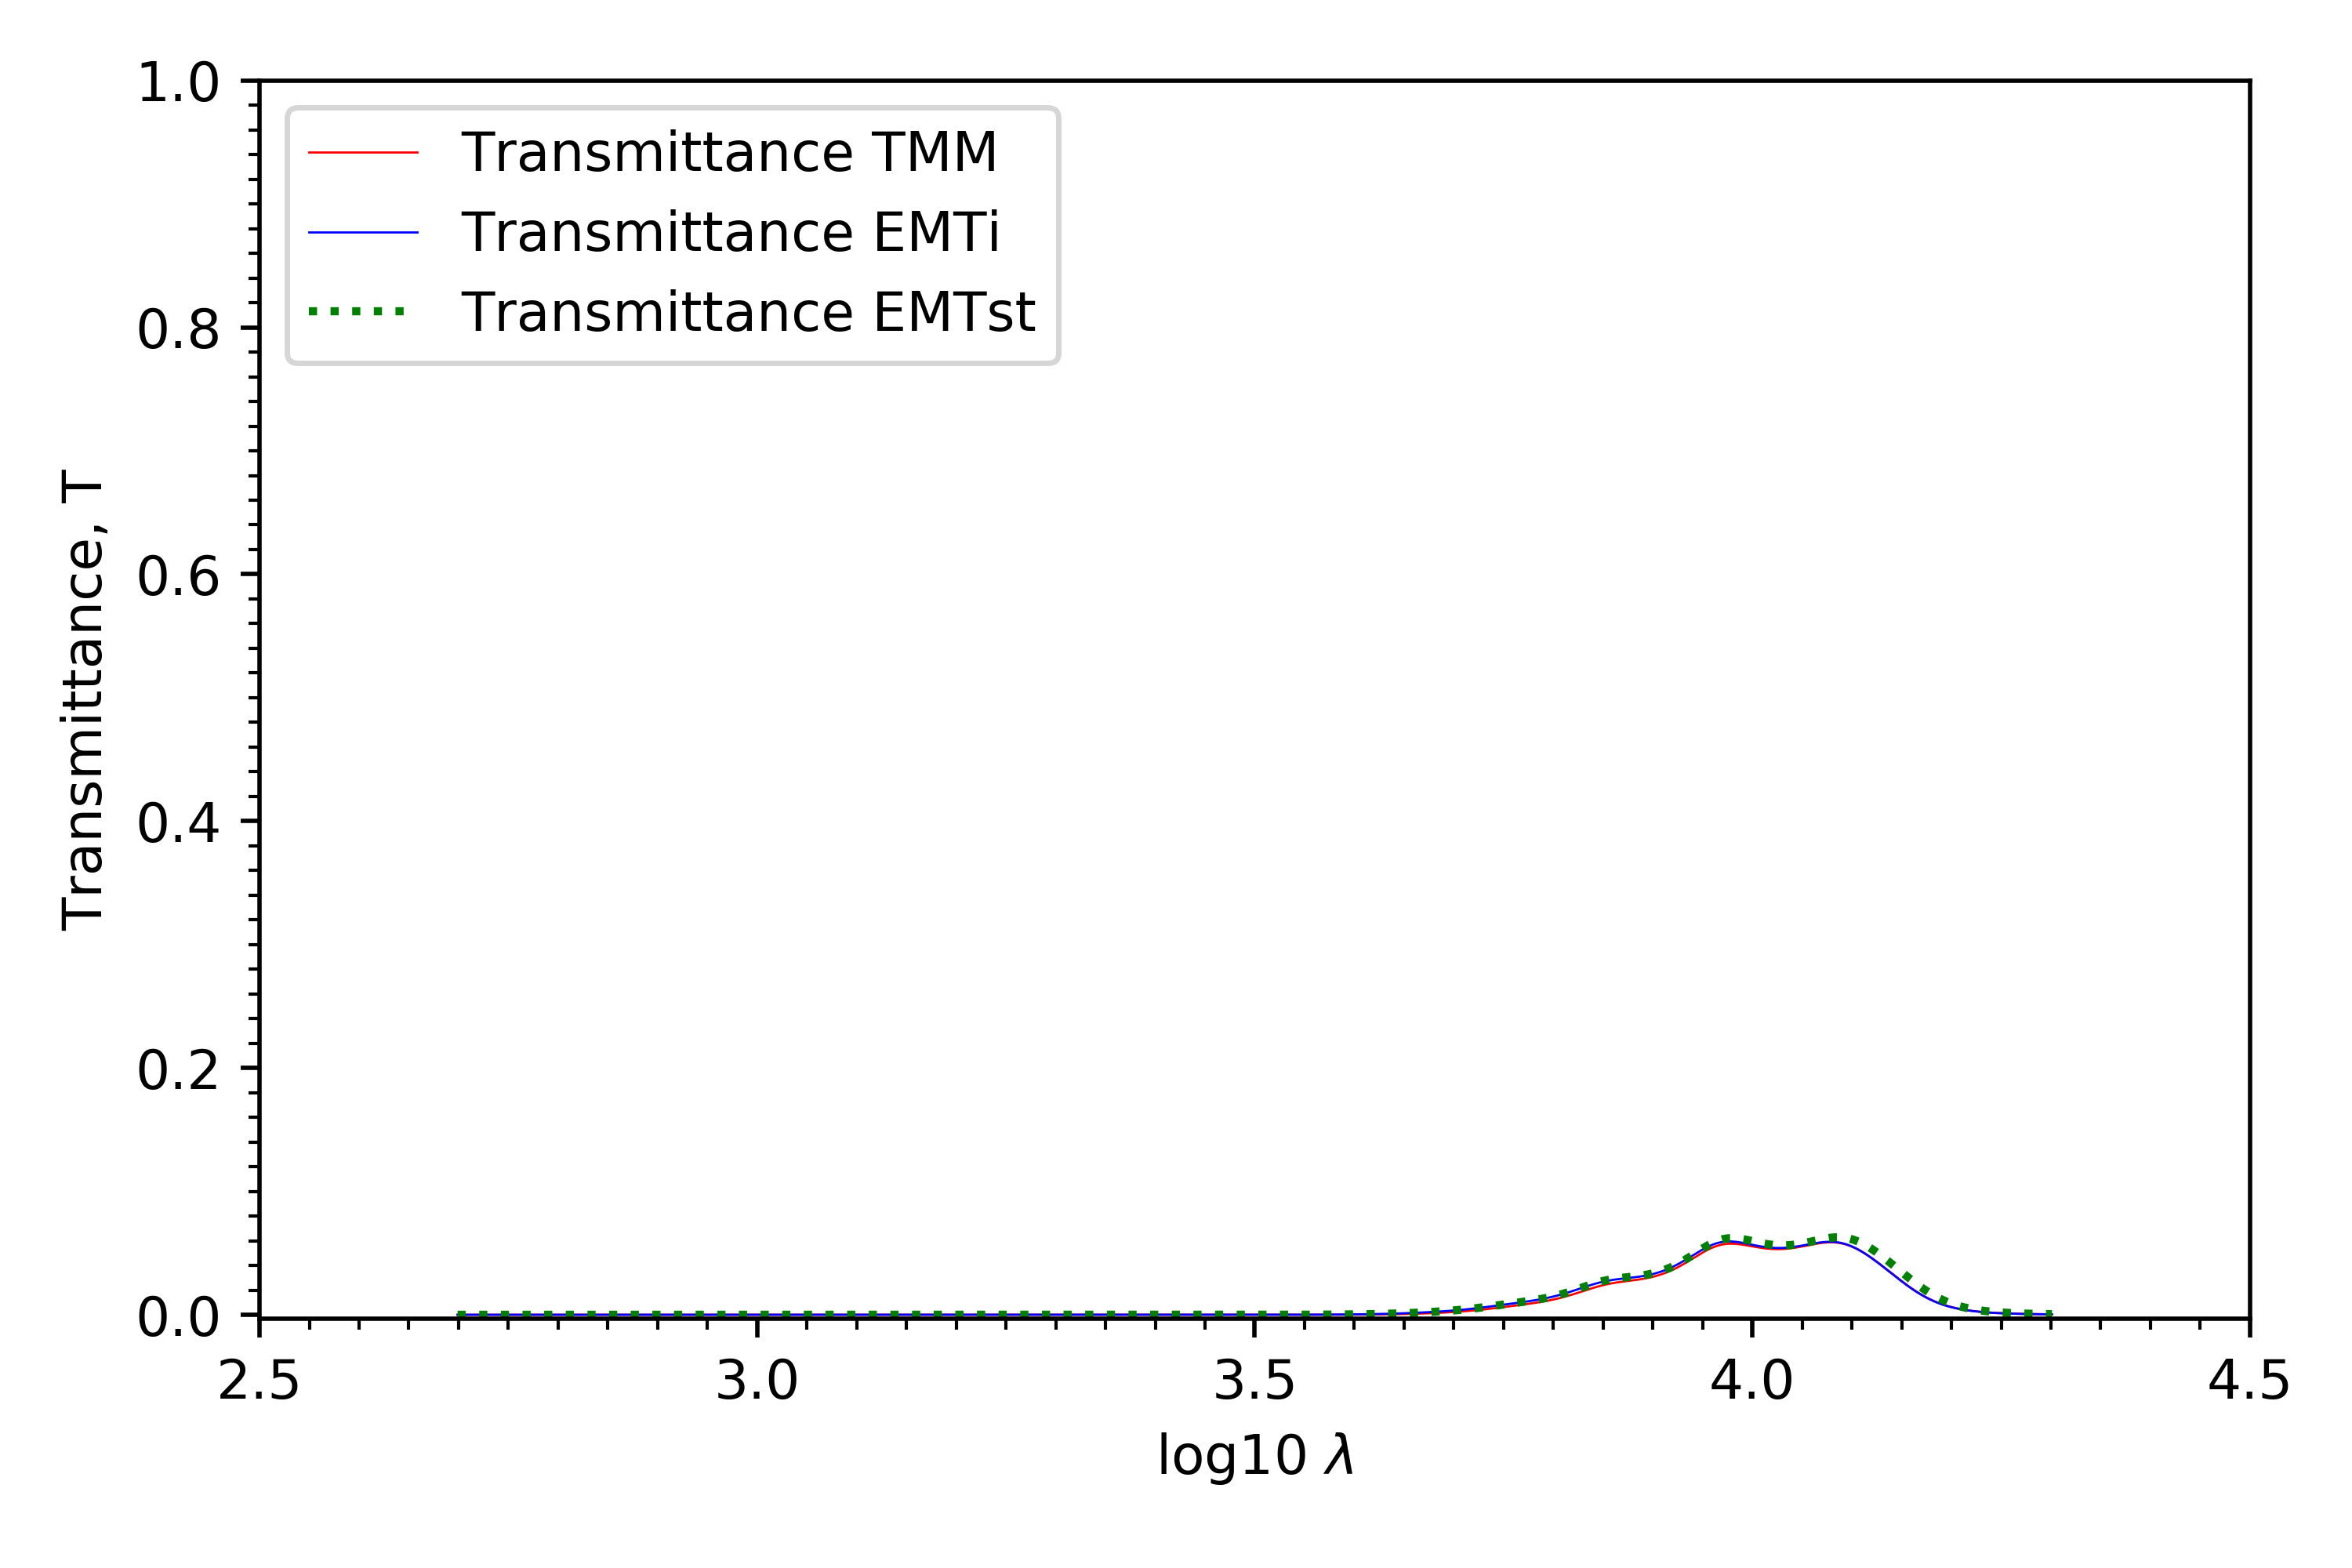 1.0
0.8
0.6
0.4
0.2
0.0
Transmittance, T
Transmittance TMM
Transmittance EMTi
Transmittance EMTst
2.5 3.0 3.5 4.0 4.5
log10 λ